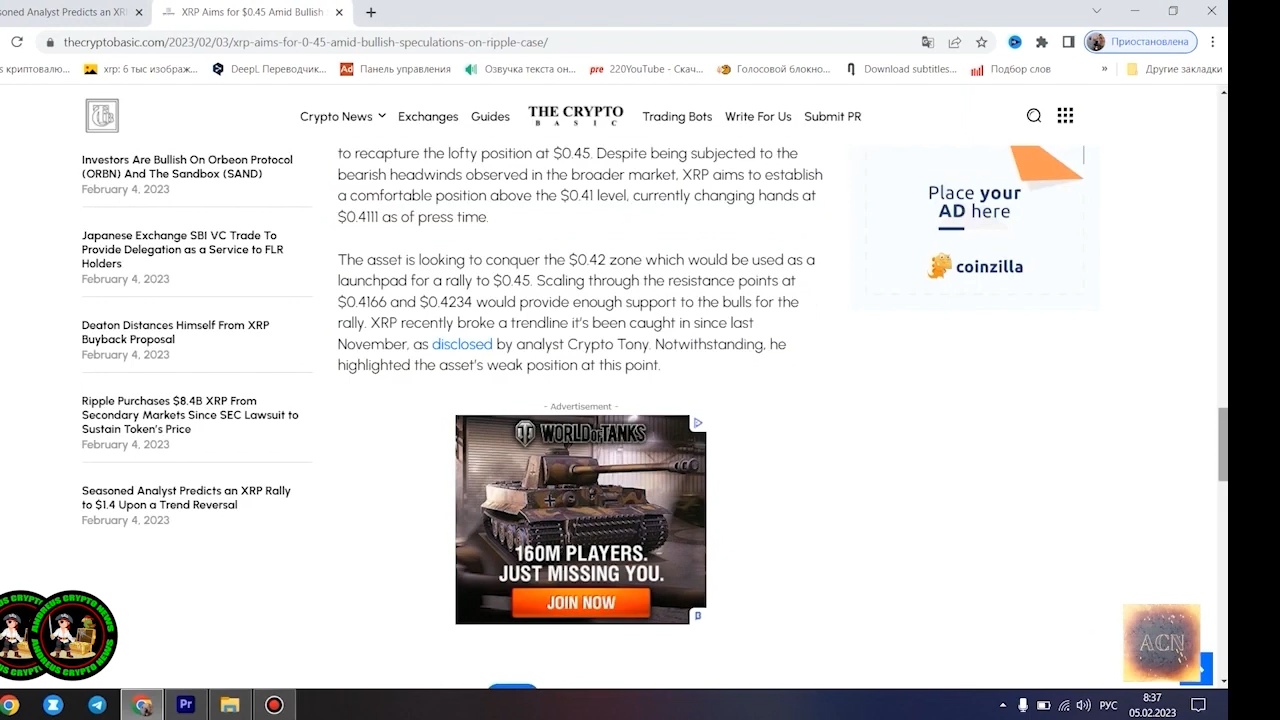 soned Analyst Predicts an XRI
XRP Aims for $0.45 Amid Bullish
thecryptobasic.com/2023/02/03/xrp-aims-for-0-45-amid-bullish-speculations-on-ripple-case/
Приостановлена
s криптовалю...
xrp: 6 тыс изображ...
DeepL Переводчик...
Ad
Панель управления
Озвучка текста он...
pre
220YouTube - Скач...
Голосовой блокно...
Download subtitles...
Подбор слов
»
Другие закладки
Crypto News
Exchanges
Guides
THE CRYPTO
BASIC
Trading Bots
Write For Us
Submit PR
Investors Are Bullish On Orbeon Protocol
(ORBN) And The Sandbox (SAND)
February 4, 2023
Japanese Exchange SBI VC Trade To
Provide Delegation as a Service to FLR
Holders
February 4, 2023
Deaton Distances Himself From XRP
Buyback Proposal
February 4, 2023
Ripple Purchases $8.4B XRP From
Secondary Markets Since SEC Lawsuit to
Sustain Token's Price
February 4, 2023
Seasoned Analyst Predicts an XRP Rally
to $1.4 Upon a Trend Reversal
February 4, 2023
to recapture the lofty position at $0.45. Despite being subjected to the
bearish headwinds observed in the broader market, XRP aims to establish
a comfortable position above the $0.41 level, currently changing hands at
$0.4111 as of press time.
The asset is looking to conquer the $0.42 zone which would be used as a
launchpad for a rally to $0.45. Scaling through the resistance points at
$0.4166 and $0.4234 would provide enough support to the bulls for the
rally. XRP recently broke a trendline it's been caught in since last
November, as disclosed by analyst Crypto Tony. Notwithstanding, he
highlighted the asset's weak position at this point.
- Advertisement -
WORLD OF TANKS
160M PLAYERS.
JUST MISSING YOU.
JOIN NOW
Place your
AD here
coinzilla
ANDREUS CRYPTO NEWS
ACN
Pr
РУС
8:37
05.02.2023